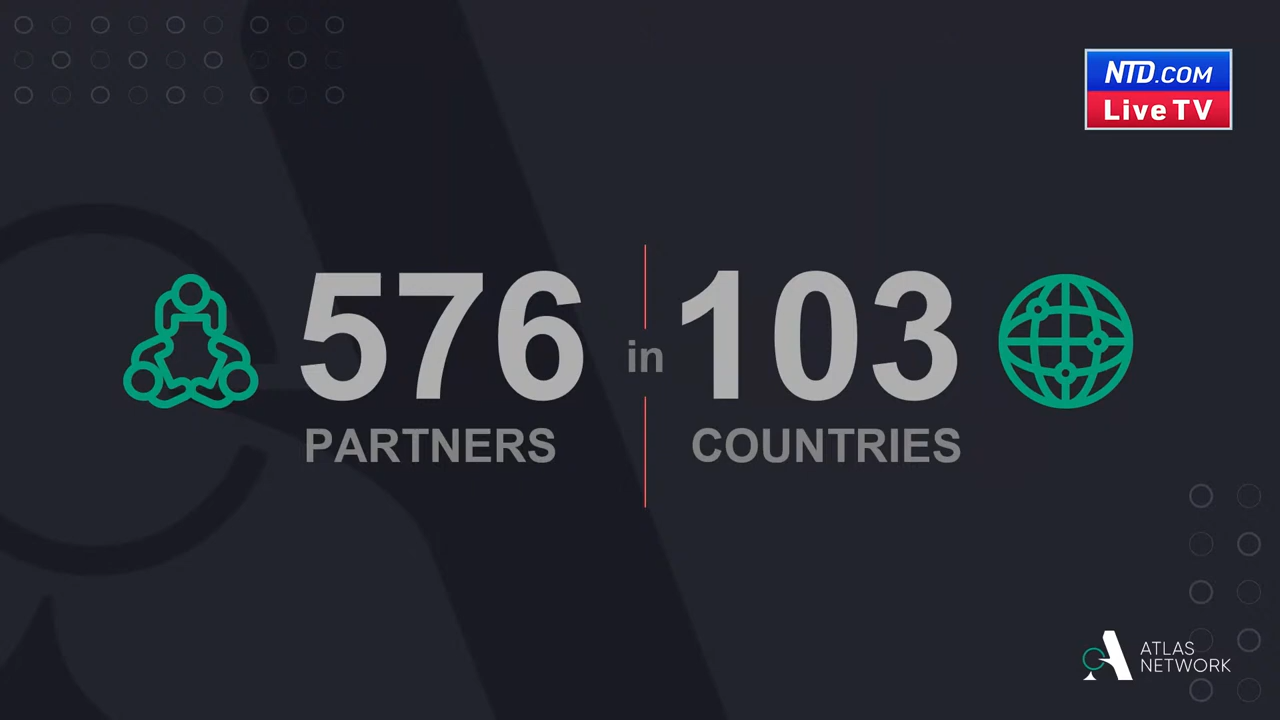 NTD.COM
Live TV
576 in 103
PARTNERS COUNTRIES
ATLAS
NETWORK